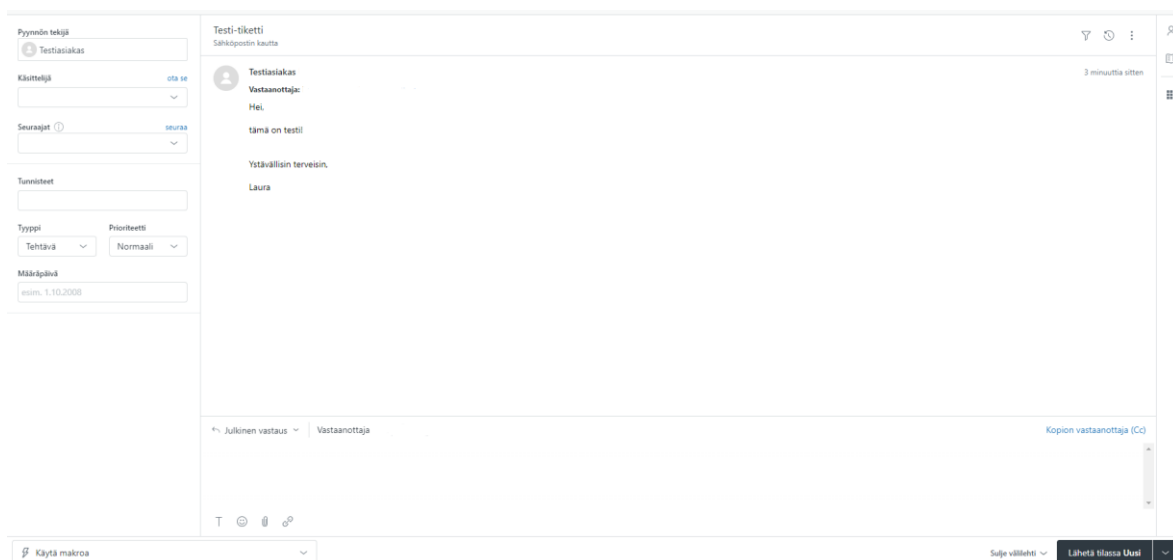 Pyynnön tekijä
Testiasiakas
Käsittelijä
ota se
Seuraajat
seuraa
Tunnisteet
Tyyppi
Prioriteetti
Tehtävä
Normaali
Määräpäivä
esim. 1.10.2008
Testi-tiketti
Sähköpostin kautta
Testiasiakas
3 minuuttia sitten
Vastaanottaja:
Hei,
tämä on testi!
Ystävällisin terveisin,
Laura
Julkinen vastaus
Vastaanottaja
Kopion vastaanottaja (Cc)
T
Käytä makroa
Sulje välilehti
Lähetä tilassa Uusi